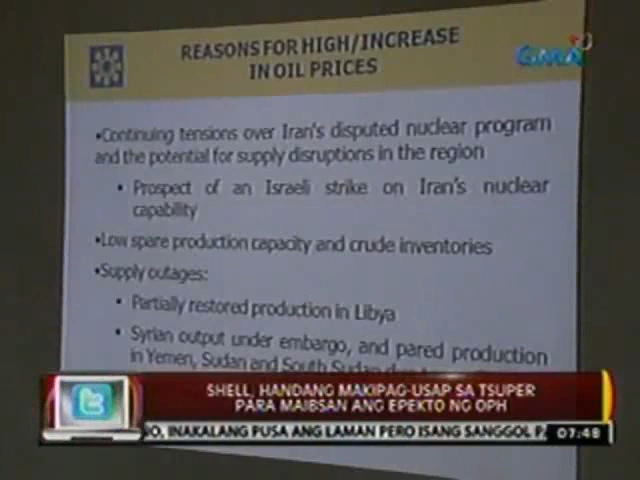 REASONS FOR HIGH/INCREASE
IN OIL PRICES
GMA
•Continuing tensions over Iran's disputed nuclear program
and the potential for supply disruptions in the region
• Prospect of an Israeli strike on Iran's nuclear
capability
•Low spare production capacity and crude inventories
•Supply outages:
• Partially restored production in Libya
• Syrian output under embargo, and pared production
in Yemen, Sudan and South Sudan
SHELL, HANDANG MAKIPAG-USAP SA TSUPER
PARA MAIBSAN ANG EPEKTO NG OPH
INAKALANG PUSA ANG LAMAN PERO ISANG SANGGOL
07:48